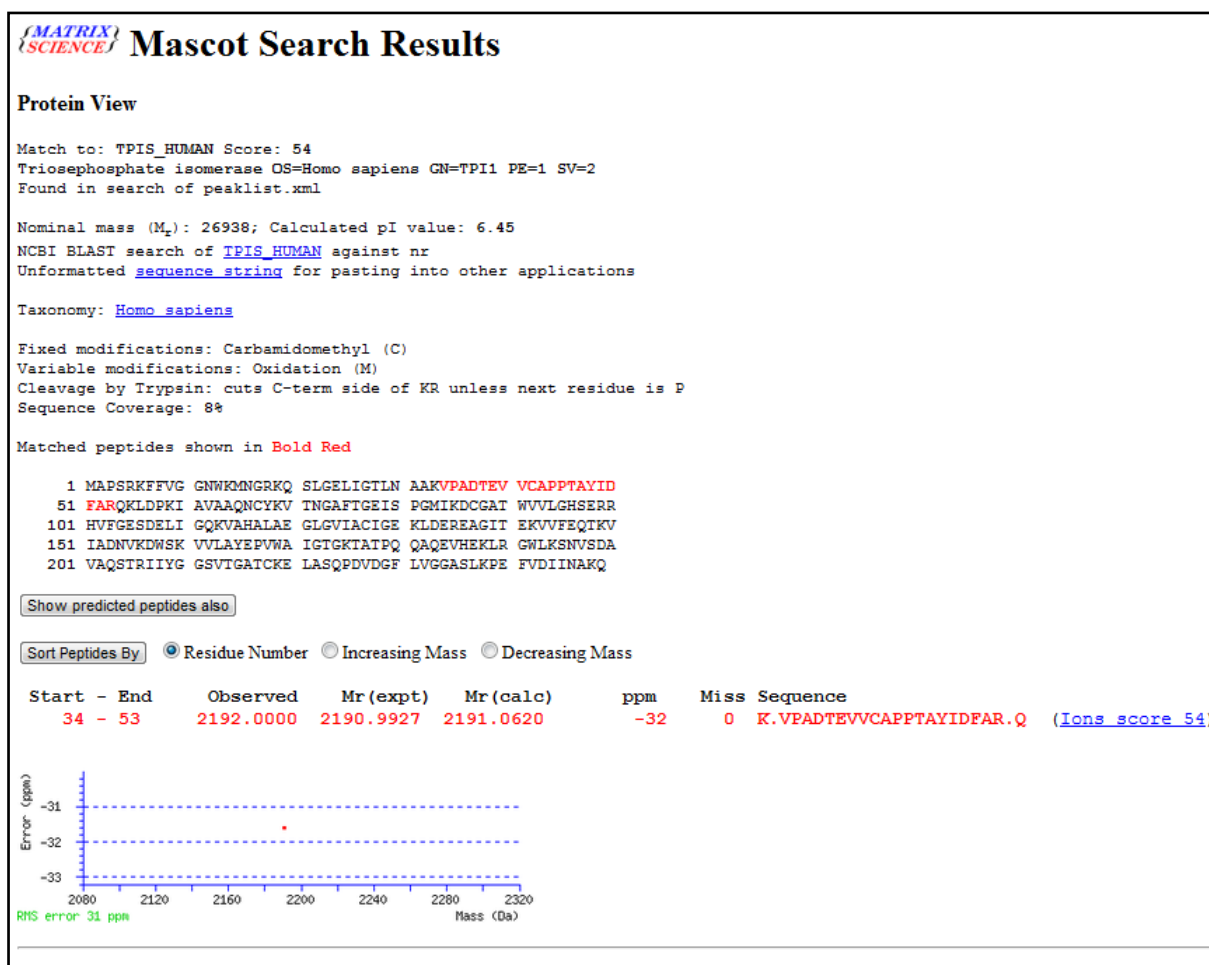 {MATRIX SCIENCE} Mascot Search Results
Protein View
Match to: TPIS_HUMAN Score: 54
Triosephosphate isomerase OS=Homo sapiens GN=TPI1 PE=1 SV=2
Found in search of peaklist.xml
Nominal mass (Mr): 26938; Calculated pI value: 6.45
NCBI BLAST search of TPIS_HUMAN against nr
Unformatted sequence string for pasting into other applications
Taxonomy: Homo sapiens
Fixed modifications: Carbamidomethyl (C)
Variable modifications: Oxidation (M)
Cleavage by Trypsin: cuts C-term side of KR unless next residue is P
Sequence Coverage: 8%
Matched peptides shown in Bold Red
1 MAPSRKFFVG GNWKMNGRKQ SLGELIGTLN AAKVPADTEV VCAPPTAYID
51 FARQKLDPKI AVAAQNCYKV TNGAFTGEIS PGMIKDCGAT WVVLGHSERR
101 HVFGESDELI GQKVAHALAE GLGVIACIGE KLDEREAGIT EKVVFEQTKV
151 IADNVKDWSK VVLAYEPVWA IGTGKTATPQ QAQEVHEKLR GWLKSNVSDA
201 VAQSTRIIYG GSVTGATCKE LASQPDVDGF LVGGASLKPE FVDIINAKQ
Show predicted peptides also
Sort Peptides By Residue Number Increasing Mass Decreasing Mass
Start - End Observed Mr(expt) Mr(calc) ppm Miss Sequence
34 - 53 2192.0000 2190.9927 2191.0620 -32 0 K.VPADTEVVCAPPTAYIDFAR.Q (Ions score 54)
Error (ppm)
-31
-32
-33
2080 2120 2160 2200 2240 2280 2320
RMS error 31 ppm Mass (Da)